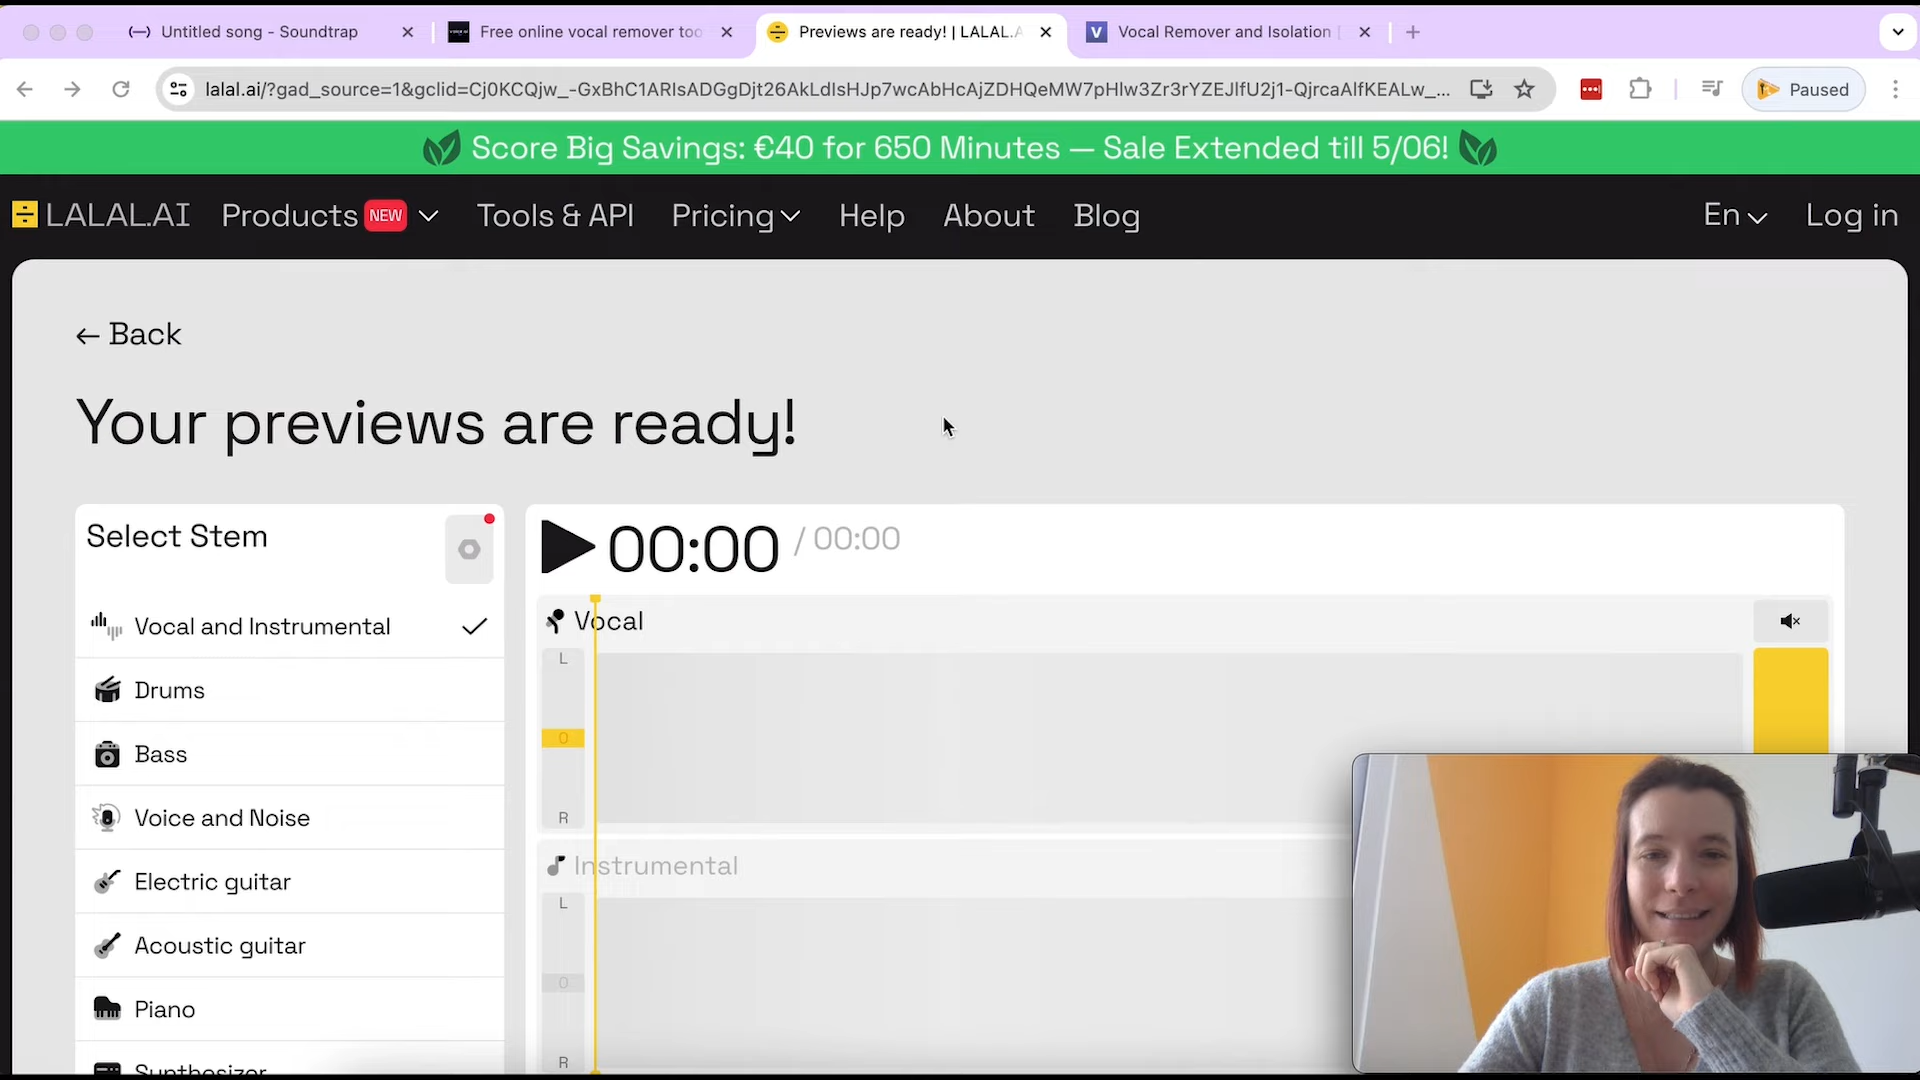 Untitled song - Soundtrap
Free online vocal remover too
Previews are ready! | LALAL.A
Vocal Remover and Isolation
lalal.ai/?gad_source=1&gclid=Cj0KCQjw_-GxBhC1ARIsADGgDjt26AkLdIsHJp7wcAbHcAjZDHQeMW7pHlw3Zr3rYZEJlfU2j1-QjrcaAlfKEALw_...
Paused
Score Big Savings: €40 for 650 Minutes — Sale Extended till 5/06!
LALAL.AI
Products NEW
Tools & API
Pricing
Help
About
Blog
En
Log in
← Back
Your previews are ready!
Select Stem
Vocal and Instrumental
Drums
Bass
Voice and Noise
Electric guitar
Acoustic guitar
Piano
Synthesizer
00:00 / 00:00
Vocal
L
0
R
Instrumental
L
0
R